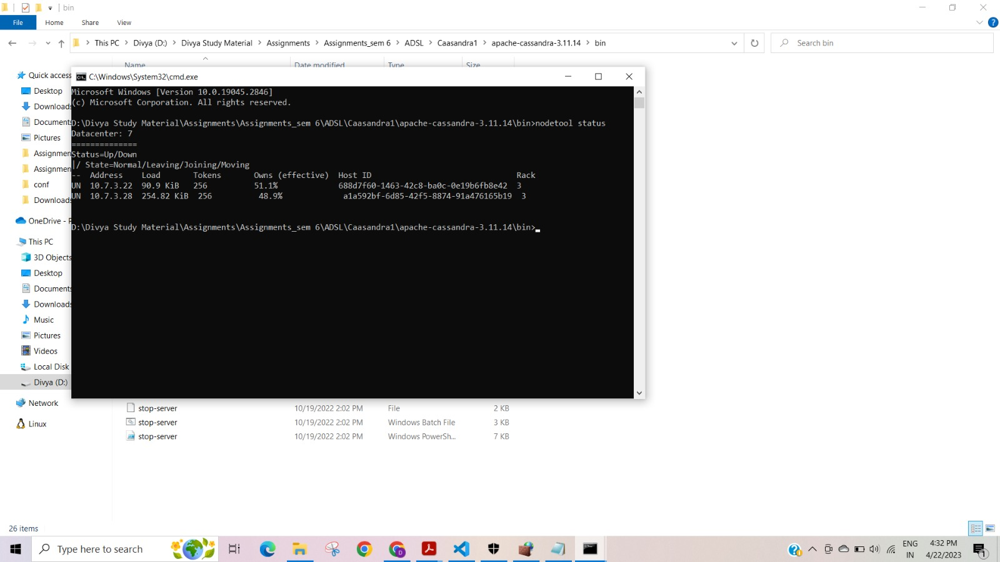 bin
File Home Share View
This PC Divya (D:) Divya Study Material Assignments Assignments_sem 6 ADSL Caasandra1 apache-cassandra-3.11.14 bin
Search bin
Name Date modified Type Size
Quick access
Desktop
Downloads
Document
Pictures
Assignmen
Assignmen
conf
Downloads
OneDrive - P
This PC
3D Objects
Desktop
Documents
Downloads
Music
Pictures
Videos
Local Disk
Divya (D:)
Network
Linux
C:\Windows\System32\cmd.exe
Microsoft Windows [Version 10.0.19045.2846]
(c) Microsoft Corporation. All rights reserved.
D:\Divya Study Material\Assignments\Assignments_sem 6\ADSL\Caasandra1\apache-cassandra-3.11.14\bin>nodetool status
Datacenter: 7
==============
Status=Up/Down
|/ State=Normal/Leaving/Joining/Moving
-- Address Load Tokens Owns (effective) Host ID Rack
UN 10.7.3.22 90.9 KiB 256 51.1% 688d7f60-1463-42c8-ba0c-0e19b6fb8e42 3
UN 10.7.3.28 254.82 KiB 256 48.9% a1a592bf-6d85-42f5-8874-91a476165b19 3
D:\Divya Study Material\Assignments\Assignments_sem 6\ADSL\Caasandra1\apache-cassandra-3.11.14\bin>
stop-server 10/19/2022 2:02 PM File 2 KB
stop-server 10/19/2022 2:02 PM Windows Batch File 3 KB
stop-server 10/19/2022 2:02 PM Windows PowerSh... 7 KB
26 items
Type here to search
ENG
IN
4:32 PM
4/22/2023
1